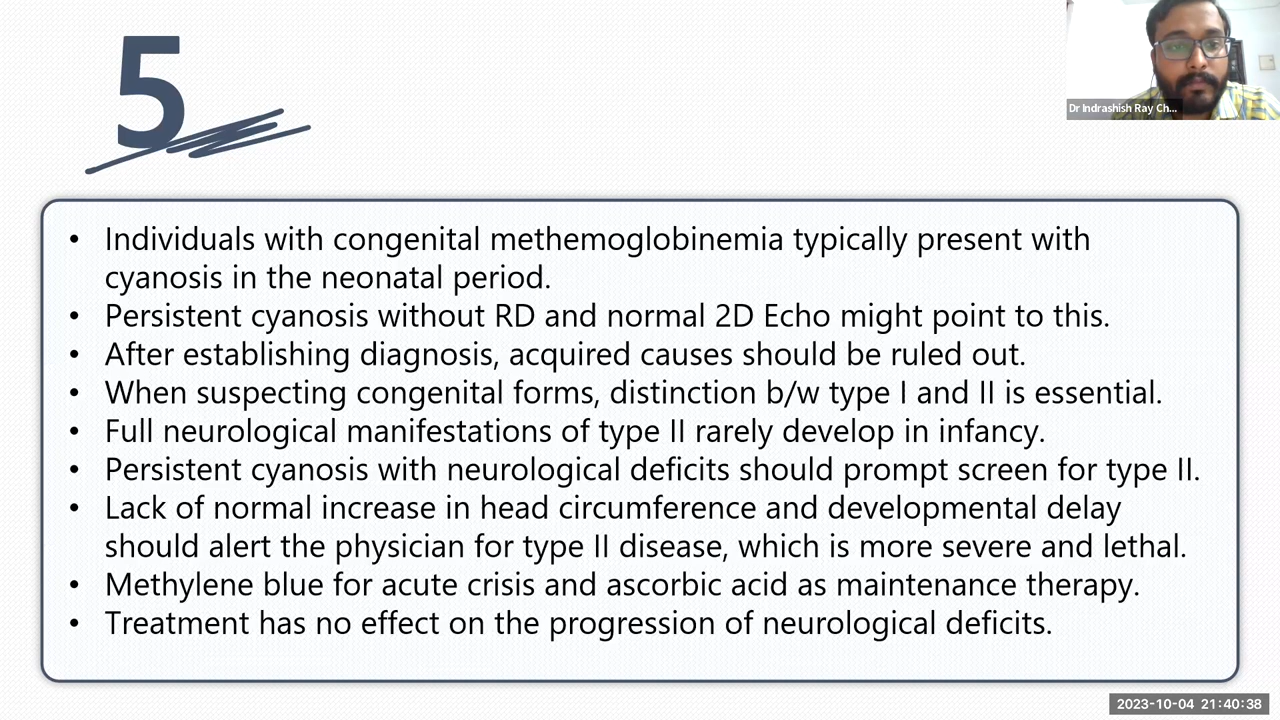 5
Dr Indrashish Ray Ch...
• Individuals with congenital methemoglobinemia typically present with
cyanosis in the neonatal period.
• Persistent cyanosis without RD and normal 2D Echo might point to this.
• After establishing diagnosis, acquired causes should be ruled out.
• When suspecting congenital forms, distinction b/w type I and II is essential.
• Full neurological manifestations of type II rarely develop in infancy.
• Persistent cyanosis with neurological deficits should prompt screen for type II.
• Lack of normal increase in head circumference and developmental delay
should alert the physician for type II disease, which is more severe and lethal.
• Methylene blue for acute crisis and ascorbic acid as maintenance therapy.
• Treatment has no effect on the progression of neurological deficits.
2023-10-04 21:40:38